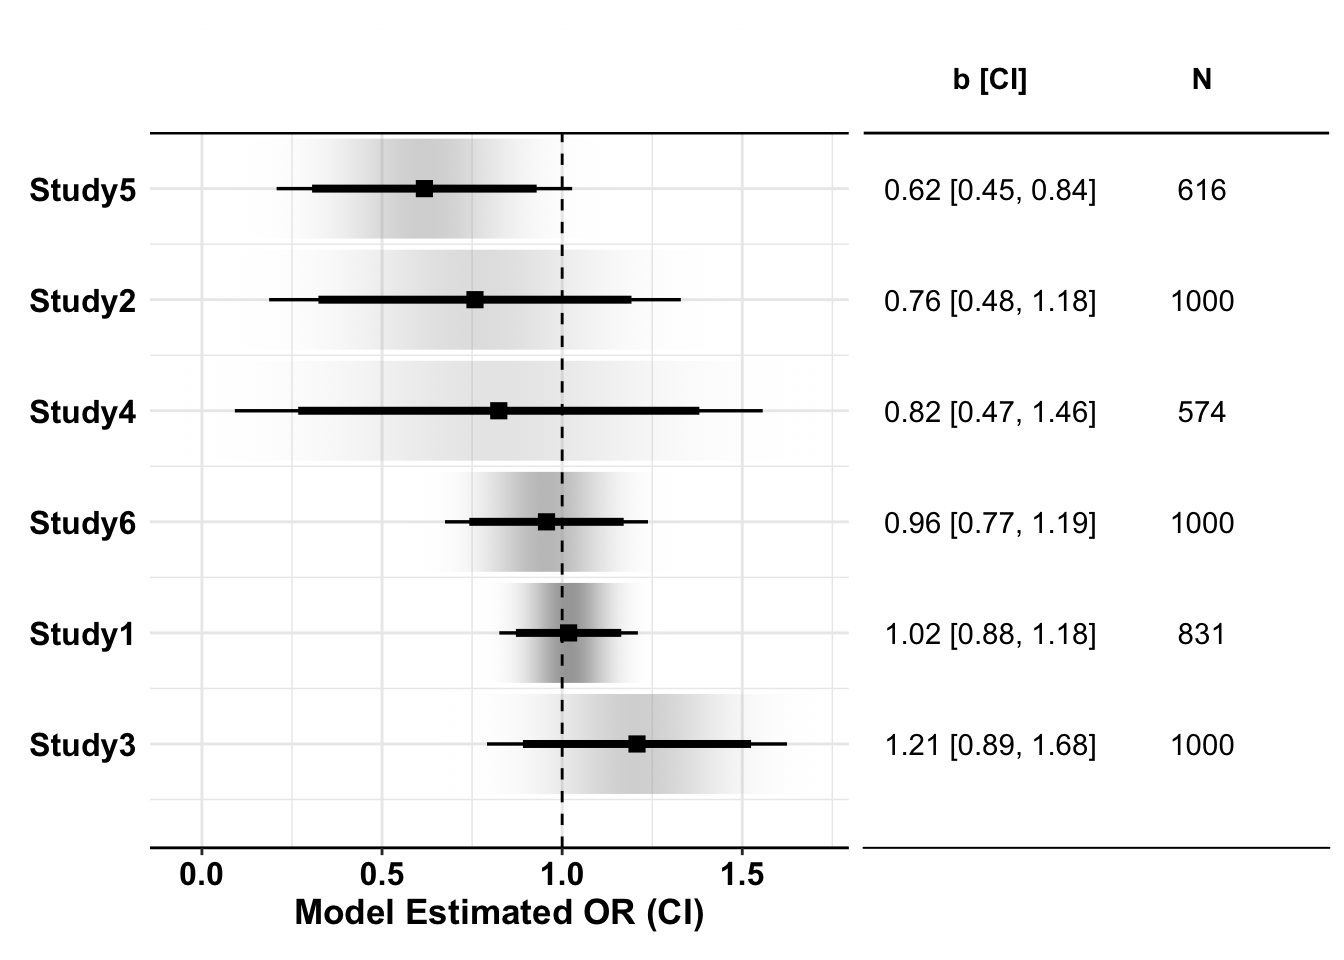 b [CI] N
Study5 0.62 [0.45, 0.84] 616
Study2 0.76 [0.48, 1.18] 1000
Study4 0.82 [0.47, 1.46] 574
Study6 0.96 [0.77, 1.19] 1000
Study1 1.02 [0.88, 1.18] 831
Study3 1.21 [0.89, 1.68] 1000
0.0 0.5 1.0 1.5
Model Estimated OR (CI)